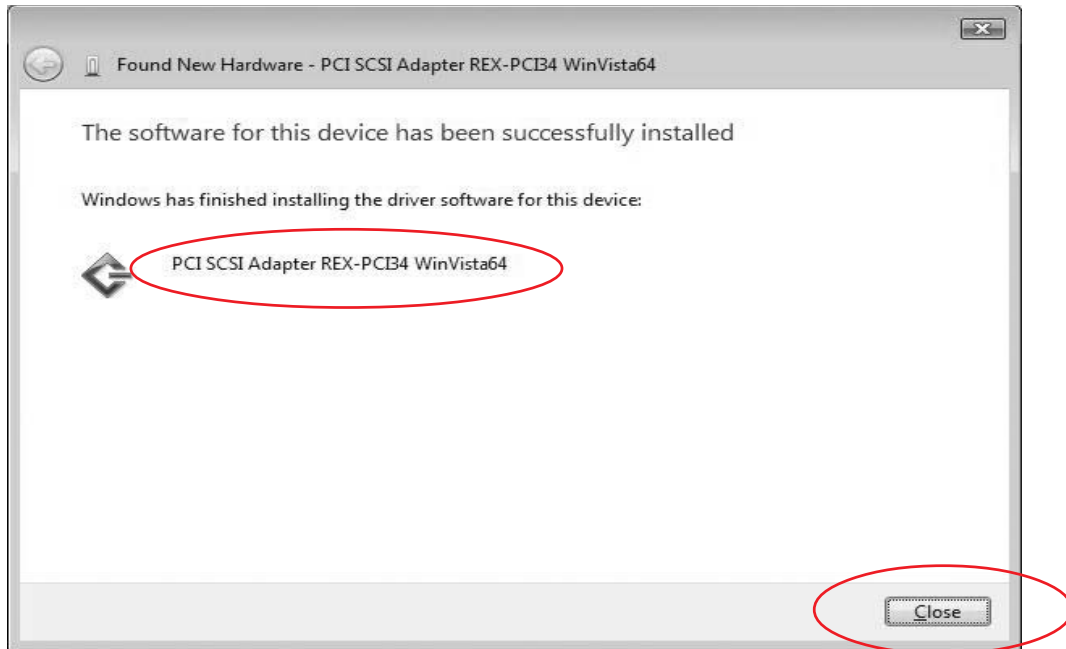 Found New Hardware - PCI SCSI Adapter REX-PCI34 WinVista64
The software for this device has been successfully installed
Windows has finished installing the driver software for this device:
PCI SCSI Adapter REX-PCI34 WinVista64
Close